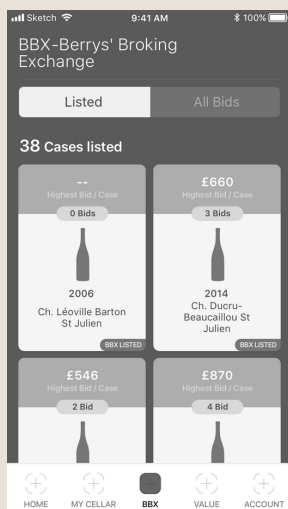 Sketch 9:41 AM 100%
BBX-Berrys' Broking
Exchange
Listed All Bids
38 Cases listed
--
Highest Bid / Case
0 Bids
2006
Ch. Léoville Barton
St Julien
BBX LISTED
£660
Highest Bid / Case
3 Bids
2014
Ch. Ducru-
Beaucaillou St
Julien
BBX LISTED
£546
Highest Bid / Case
2 Bid
£870
Highest Bid / Case
4 Bid
HOME MY CELLAR BBX VALUE ACCOUNT